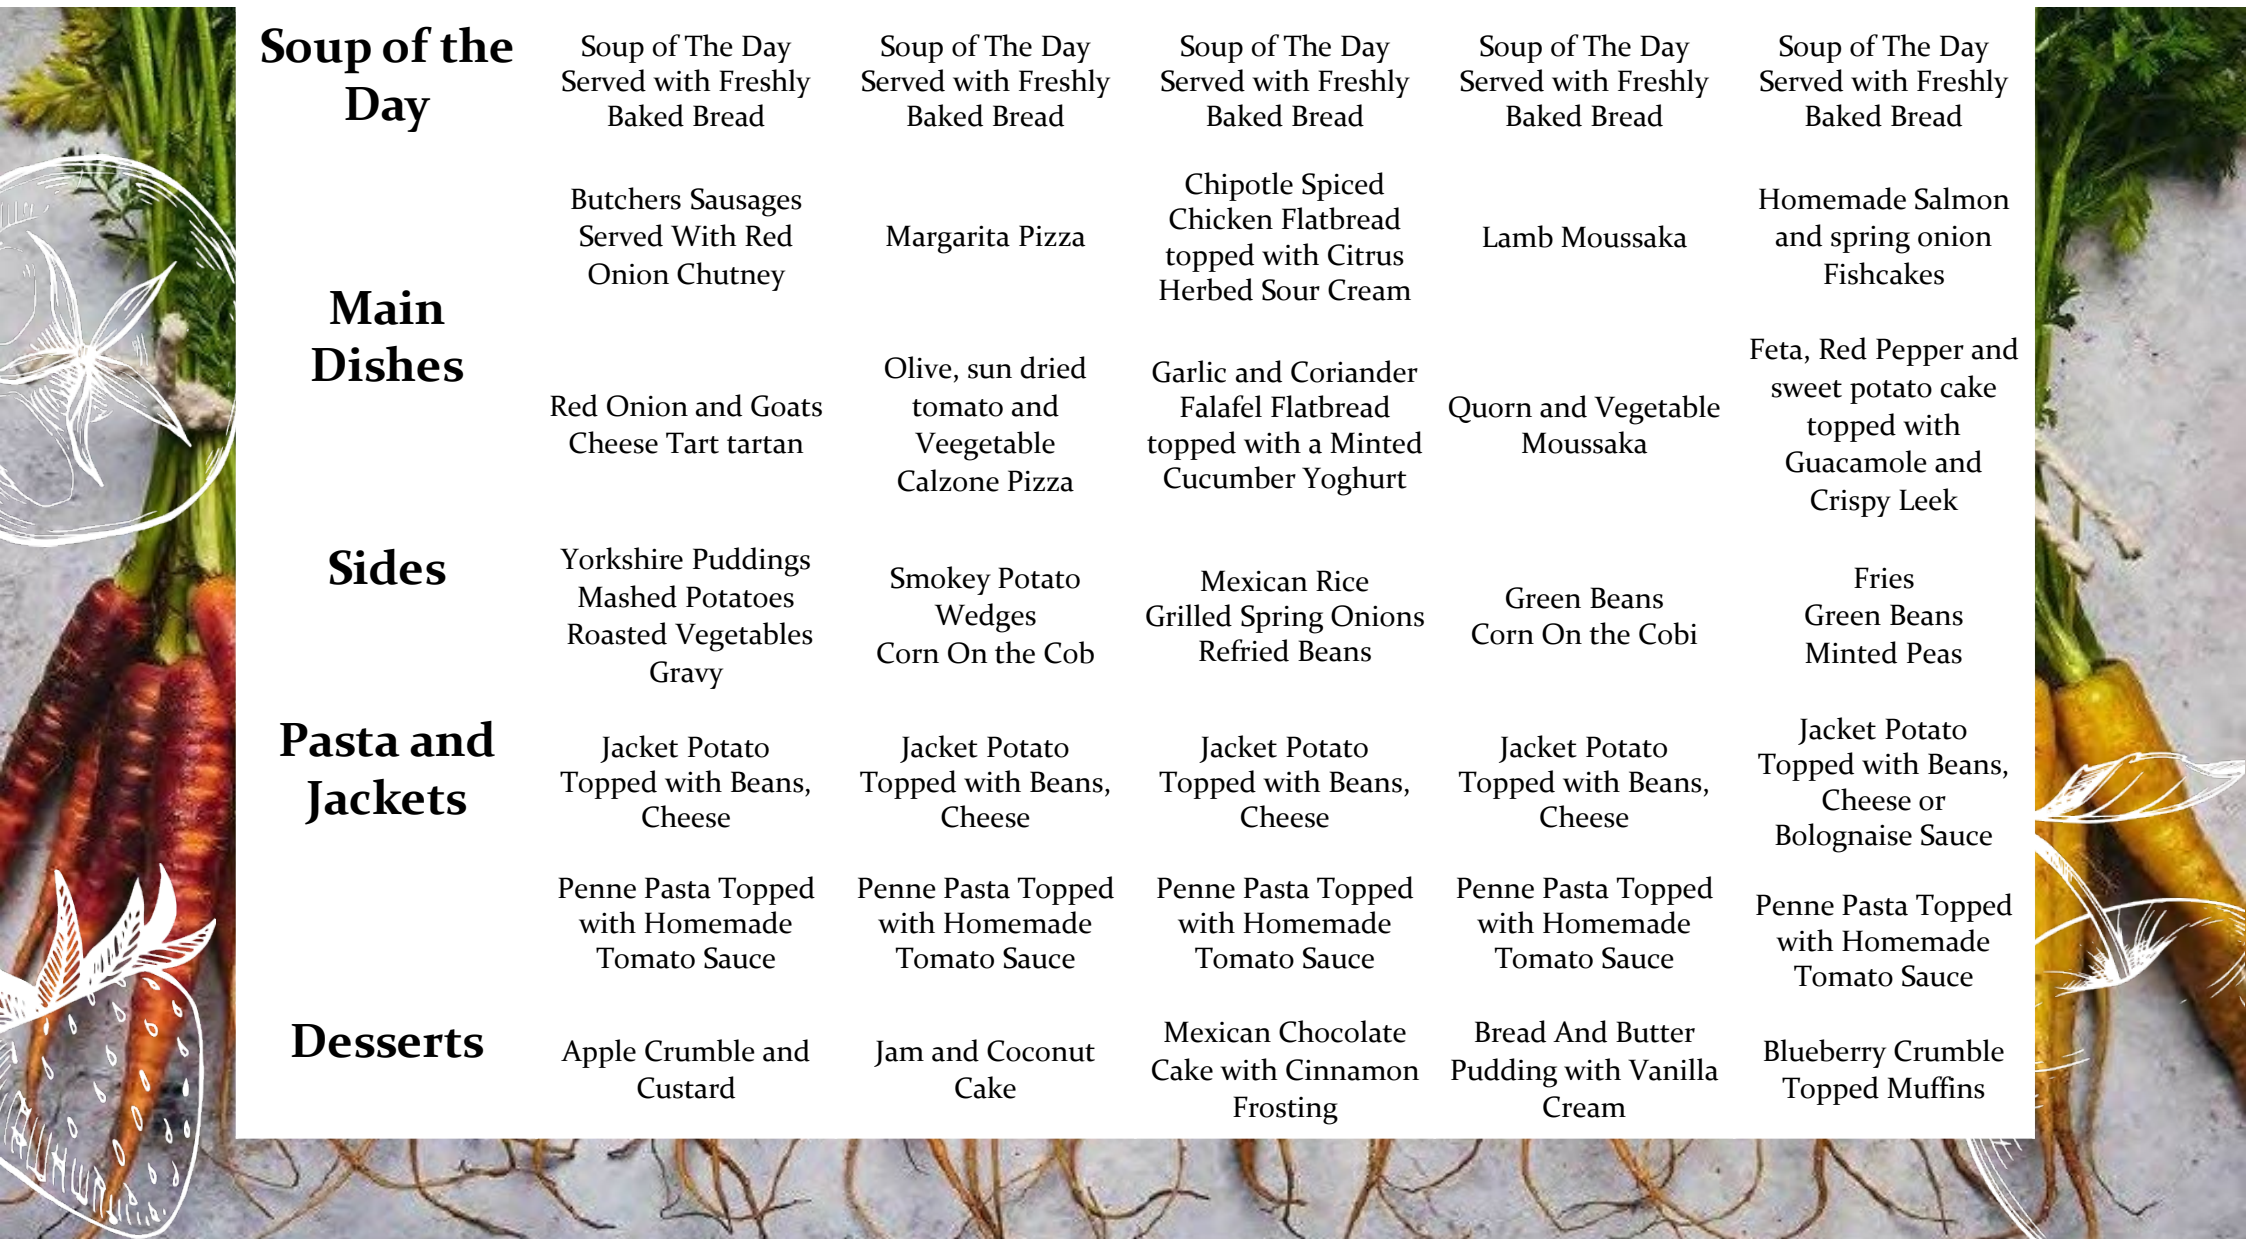 Soup of the
Day
Soup of The Day
Served with Freshly
Baked Bread
Soup of The Day
Served with Freshly
Baked Bread
Soup of The Day
Served with Freshly
Baked Bread
Soup of The Day
Served with Freshly
Baked Bread
Soup of The Day
Served with Freshly
Baked Bread
Main
Dishes
Butchers Sausages
Served With Red
Onion Chutney
Margarita Pizza
Chipotle Spiced
Chicken Flatbread
topped with Citrus
Herbed Sour Cream
Lamb Moussaka
Homemade Salmon
and spring onion
Fishcakes
Red Onion and Goats
Cheese Tart tartan
Olive, sun dried
tomato and
Veegetable
Calzone Pizza
Garlic and Coriander
Falafel Flatbread
topped with a Minted
Cucumber Yoghurt
Quorn and Vegetable
Moussaka
Feta, Red Pepper and
sweet potato cake
topped with
Guacamole and
Crispy Leek
Sides
Yorkshire Puddings
Mashed Potatoes
Roasted Vegetables
Gravy
Smokey Potato
Wedges
Corn On the Cob
Mexican Rice
Grilled Spring Onions
Refried Beans
Green Beans
Corn On the Cobi
Fries
Green Beans
Minted Peas
Pasta and
Jackets
Jacket Potato
Topped with Beans,
Cheese
Jacket Potato
Topped with Beans,
Cheese
Jacket Potato
Topped with Beans,
Cheese
Jacket Potato
Topped with Beans,
Cheese
Jacket Potato
Topped with Beans,
Cheese or
Bolognaise Sauce
Penne Pasta Topped
with Homemade
Tomato Sauce
Penne Pasta Topped
with Homemade
Tomato Sauce
Penne Pasta Topped
with Homemade
Tomato Sauce
Penne Pasta Topped
with Homemade
Tomato Sauce
Penne Pasta Topped
with Homemade
Tomato Sauce
Desserts
Apple Crumble and
Custard
Jam and Coconut
Cake
Mexican Chocolate
Cake with Cinnamon
Frosting
Bread And Butter
Pudding with Vanilla
Cream
Blueberry Crumble
Topped Muffins